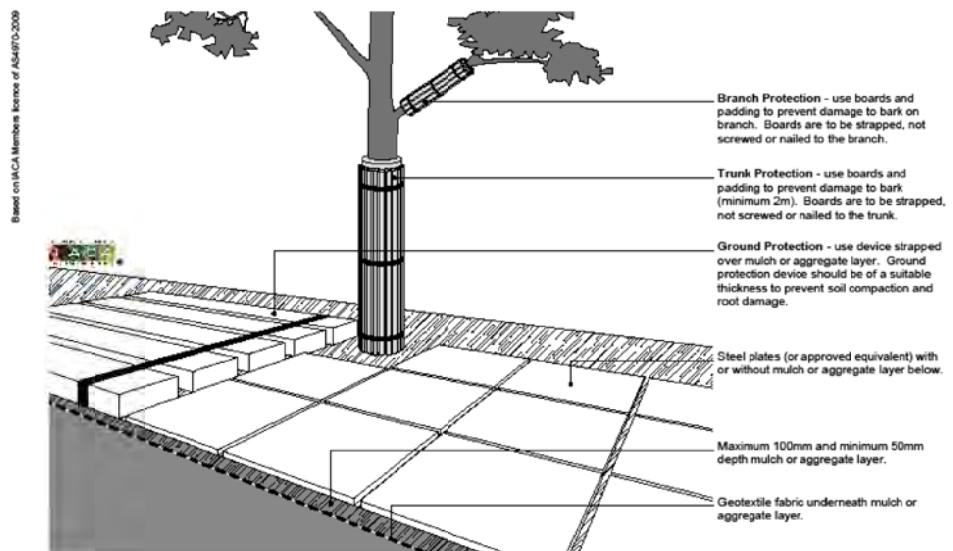 Based on IACA Members licence of AS4970-2009
Branch Protection - use boards and
padding to prevent damage to bark on
branch. Boards are to be strapped, not
screwed or nailed to the branch.
Trunk Protection - use boards and
padding to prevent damage to bark
(minimum 2m). Boards are to be strapped,
not screwed or nailed to the trunk.
Ground Protection - use device strapped
over mulch or aggregate layer. Ground
protection device should be of a suitable
thickness to prevent soil compaction and
root damage.
Steel plates (or approved equivalent) with
or without mulch or aggregate layer below.
Maximum 100mm and minimum 50mm
depth mulch or aggregate layer.
Geotextile fabric underneath mulch or
aggregate layer.